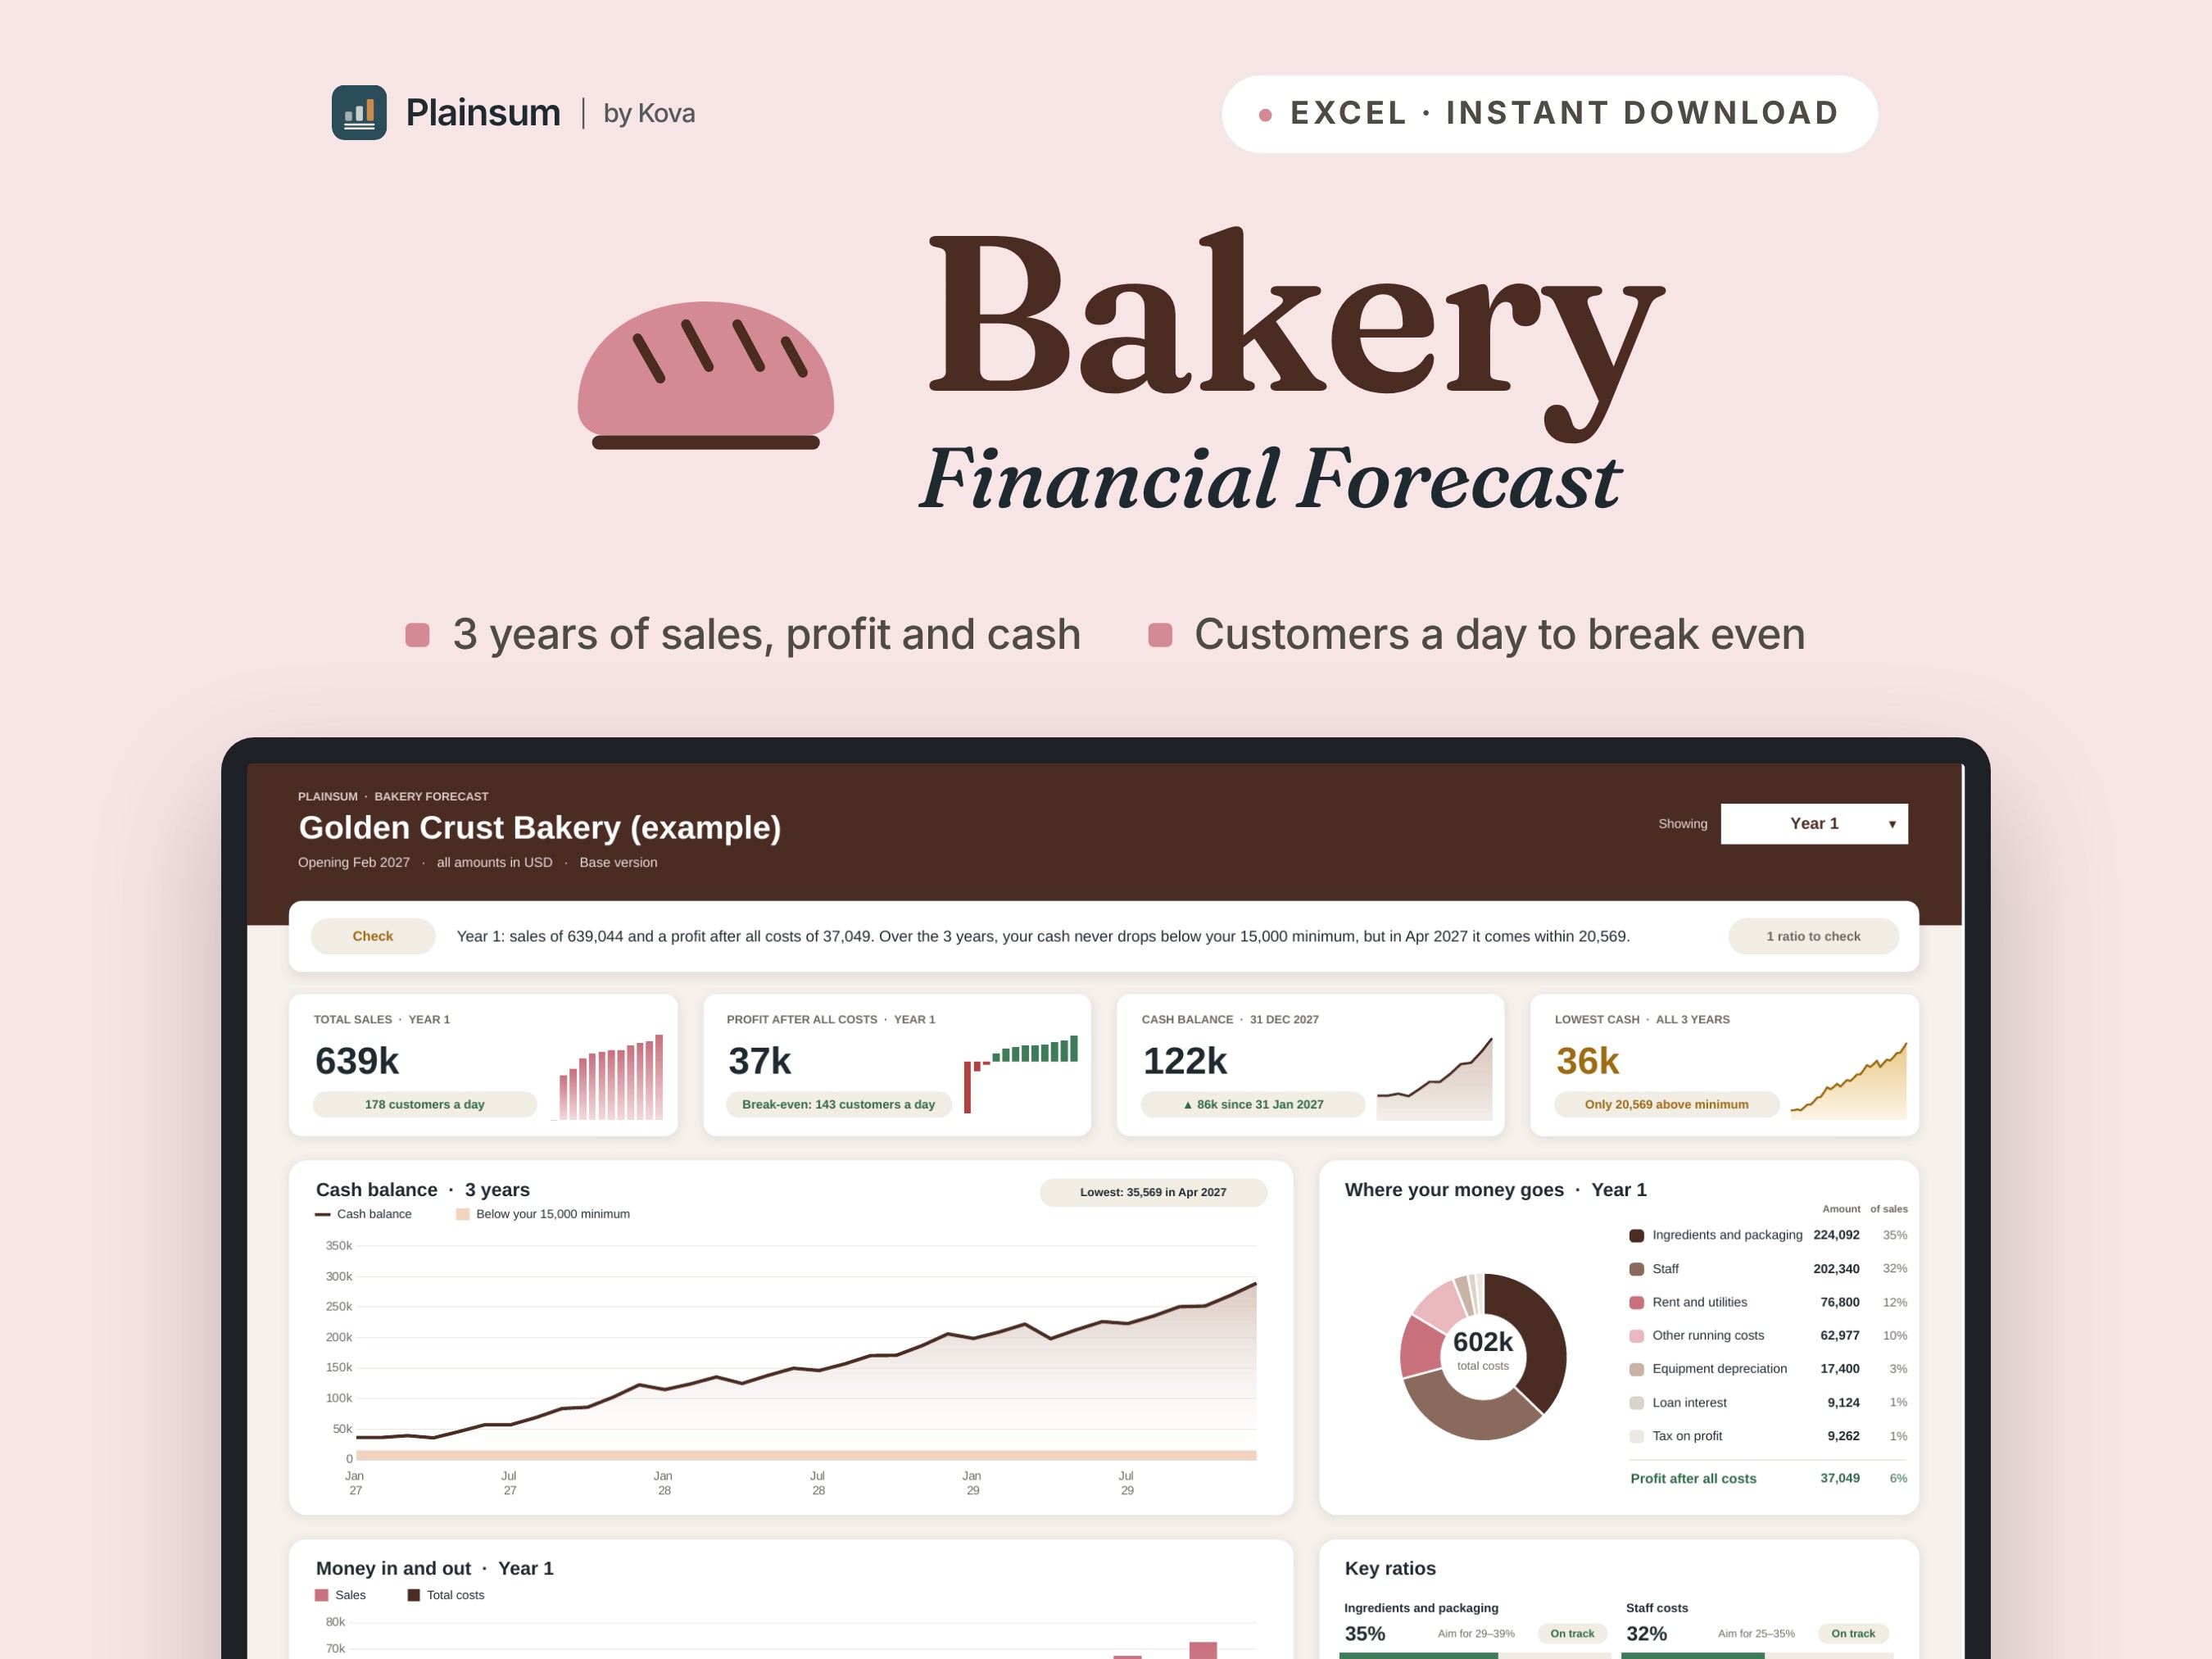 Plainsum | by Kova
EXCEL · INSTANT DOWNLOAD
Bakery
Financial Forecast
3 years of sales, profit and cash
Customers a day to break even
PLAINSUM · BAKERY FORECAST
Golden Crust Bakery (example)
Opening Feb 2027 · all amounts in USD · Base version
Showing
Year 1 ▼
Check
Year 1: sales of 639,044 and a profit after all costs of 37,049. Over the 3 years, your cash never drops below your 15,000 minimum, but in Apr 2027 it comes within 20,569.
1 ratio to check
TOTAL SALES · YEAR 1
639k
178 customers a day
PROFIT AFTER ALL COSTS · YEAR 1
37k
Break-even: 143 customers a day
CASH BALANCE · 31 DEC 2027
122k
▲ 86k since 31 Jan 2027
LOWEST CASH · ALL 3 YEARS
36k
Only 20,569 above minimum
Cash balance · 3 years
Lowest: 35,569 in Apr 2027
Cash balance
Below your 15,000 minimum
350k
300k
250k
200k
150k
100k
50k
0
Jan 27
Jul 27
Jan 28
Jul 28
Jan 29
Jul 29
Where your money goes · Year 1
Amount of sales
602k
total costs
Ingredients and packaging 224,092 35%
Staff 202,340 32%
Rent and utilities 76,800 12%
Other running costs 62,977 10%
Equipment depreciation 17,400 3%
Loan interest 9,124 1%
Tax on profit 9,262 1%
Profit after all costs 37,049 6%
Money in and out · Year 1
Sales
Total costs
80k
70k
Key ratios
Ingredients and packaging
35% Aim for 29–39% On track
Staff costs
32% Aim for 25–35% On track